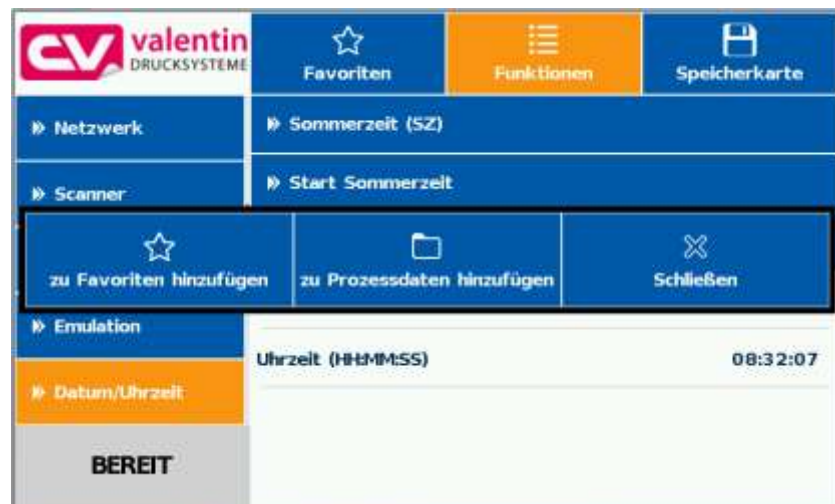 valentin
DRUCKSYSTEME
Favoriten
Funktionen
Speicherkarte
» Netzwerk
» Sommerzeit (SZ)
» Scanner
» Start Sommerzeit
zu Favoriten hinzufügen
zu Prozessdaten hinzufügen
Schließen
» Emulation
Uhrzeit (HH:MM:SS)
08:32:07
» Datum/Uhrzeit
BEREIT